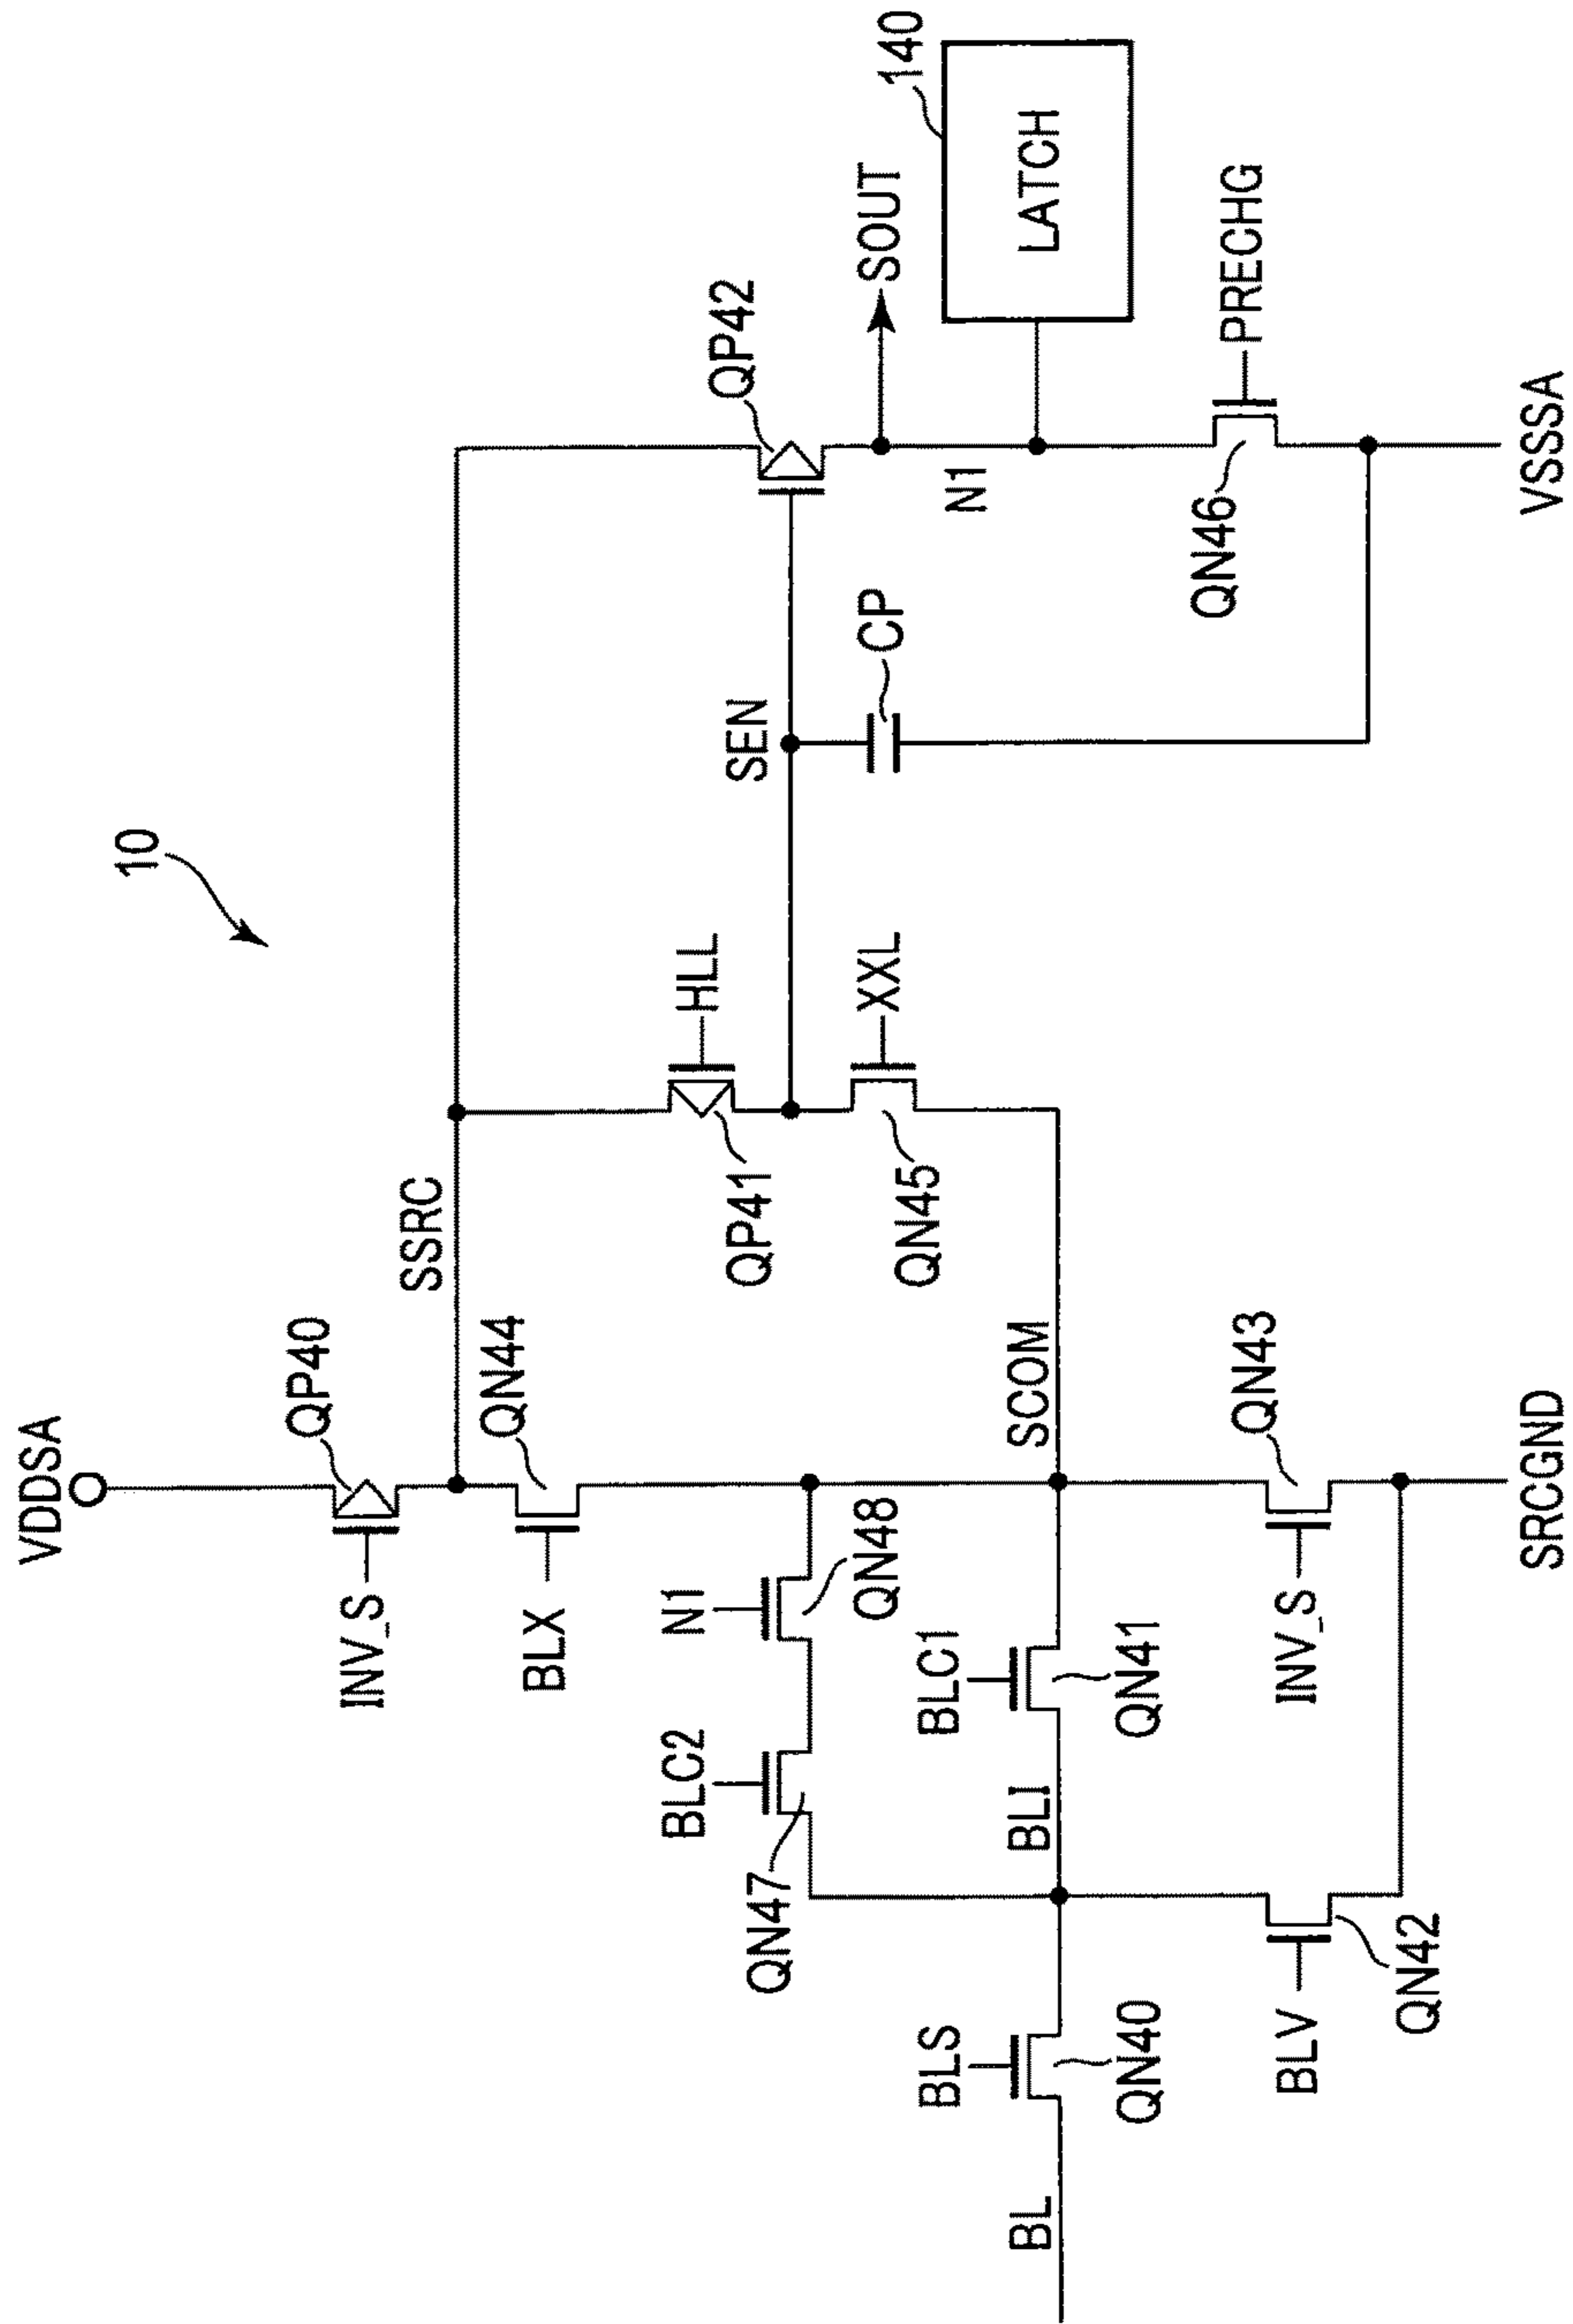 10
VDDSA
QP40
INV_S
SSRC
QN44
BLX
HLL
QP41
QP42
SEN
SOUT
140
LATCH
CP
XXL
QN45
N1
BLC2
N1
QN47
QN48
SCOM
BLS
BLC1
BL
BLI
QN40
QN41
QN46
PRECHG
BLV
INV_S
QN43
QN42
SRCGND
VSSSA